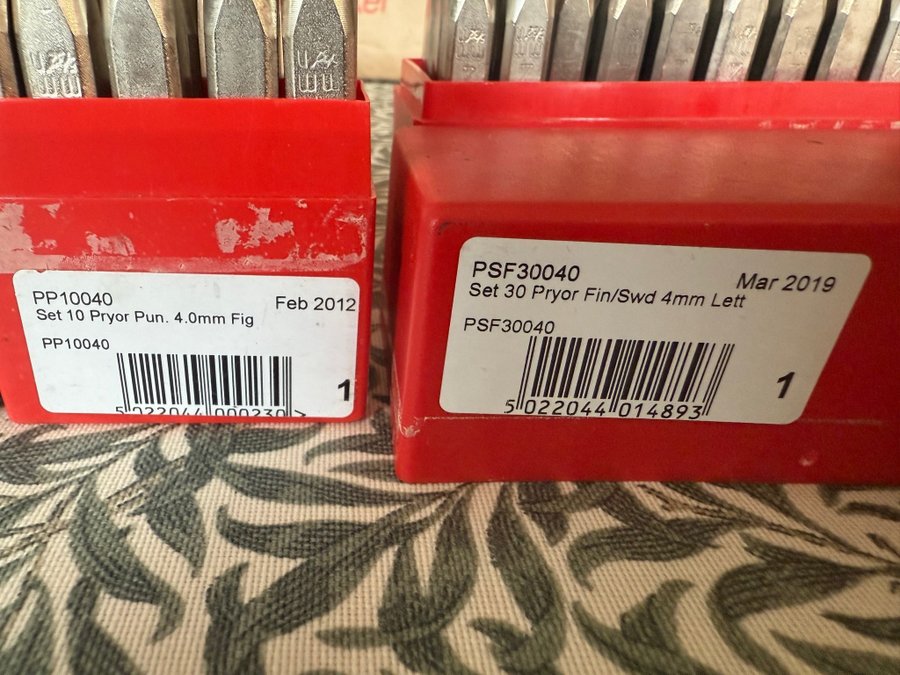 PP10040
Feb 2012
Set 10 Pryor Pun. 4.0mm Fig
PP10040
1
5 022044 000230 >
PSF30040
Mar 2019
Set 30 Pryor Fin/Swd 4mm Lett
PSF30040
1
5 022044 014893